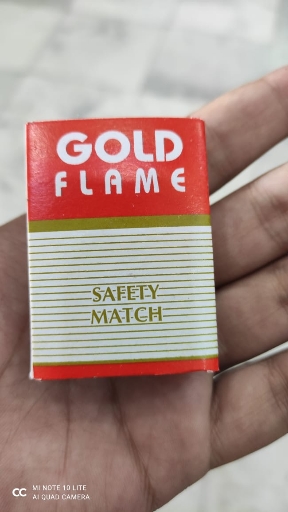 GOLD
FLAME
SAFETY
MATCH
MI NOTE 10 LITE
AI QUAD CAMERA